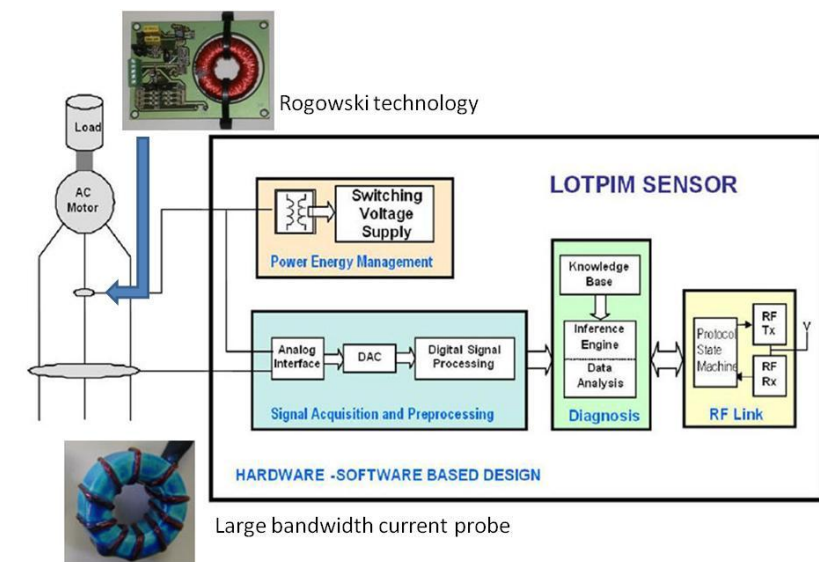 Rogowski technology
Load
AC
Motor
LOTPIM SENSOR
Switching
Voltage
Supply
Power Energy Management
Analog
Interface
DAC
Digital Signal
Processing
Signal Acquisition and Preprocessing
Knowledge
Base
Inference
Engine
Data
Analysis
Diagnosis
Protocol
State
Machine
RF
Tx
RF
Rx
V
RF Link
HARDWARE -SOFTWARE BASED DESIGN
Large bandwidth current probe